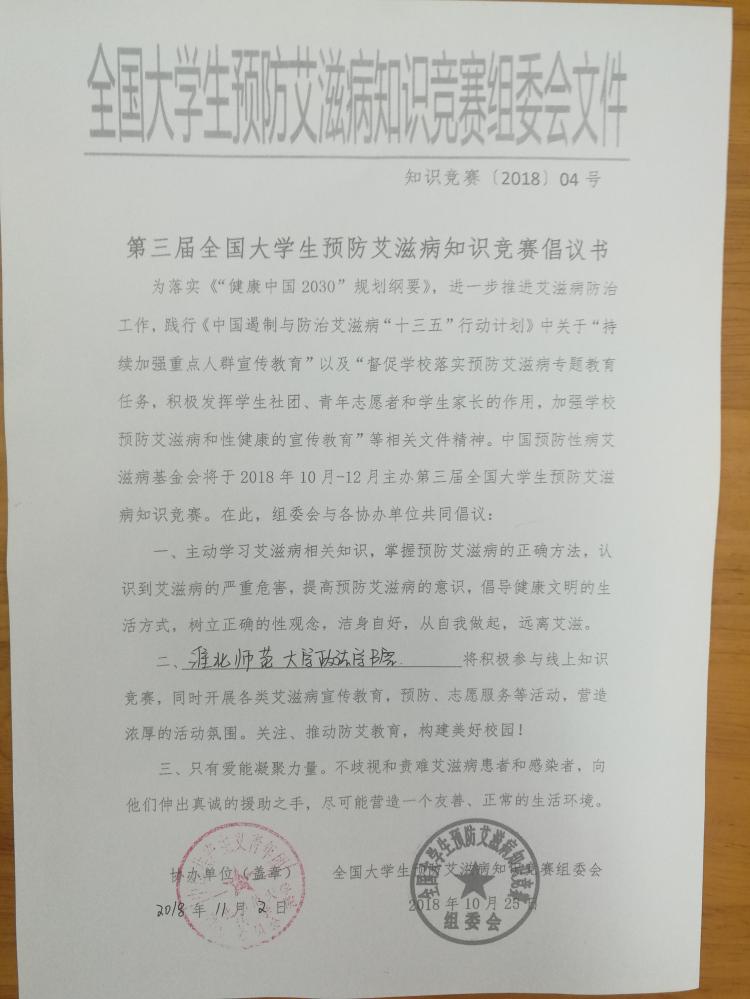 全国大学生预防艾滋病知识竞赛组委会文件
知识竞赛〔2018〕04 号
第三届全国大学生预防艾滋病知识竞赛倡议书
为落实《“健康中国2030”规划纲要》，进一步推进艾滋病防治
工作，践行《中国遏制与防治艾滋病“十三五”行动计划》中关于“持
续加强重点人群宣传教育”以及“督促学校落实预防艾滋病专题教育
任务，积极发挥学生社团、青年志愿者和学生家长的作用，加强学校
预防艾滋病和性健康的宣传教育”等相关文件精神。中国预防性病艾
滋病基金会将于 2018 年 10 月-12 月主办第三届全国大学生预防艾滋
病知识竞赛。在此，组委会与各协办单位共同倡议：
一、主动学习艾滋病相关知识，掌握预防艾滋病的正确方法，认
识到艾滋病的严重危害，提高预防艾滋病的意识，倡导健康文明的生
活方式，树立正确的性观念，洁身自好，从自我做起，远离艾滋。
二、淮北师范大学政法学院 将积极参与线上知识
竞赛，同时开展各类艾滋病宣传教育，预防、志愿服务等活动，营造
浓厚的活动氛围。关注、推动防艾教育，构建美好校园！
三、只有爱能凝聚力量。不歧视和责难艾滋病患者和感染者，向
他们伸出真诚的援助之手，尽可能营造一个友善、正常的生活环境。
协办单位（盖章） 全国大学生预防艾滋病知识竞赛组委会
2018 年 11 月 2 日 2018 年 10 月 25 日
全国大学生预防艾滋病知识竞赛
组委会